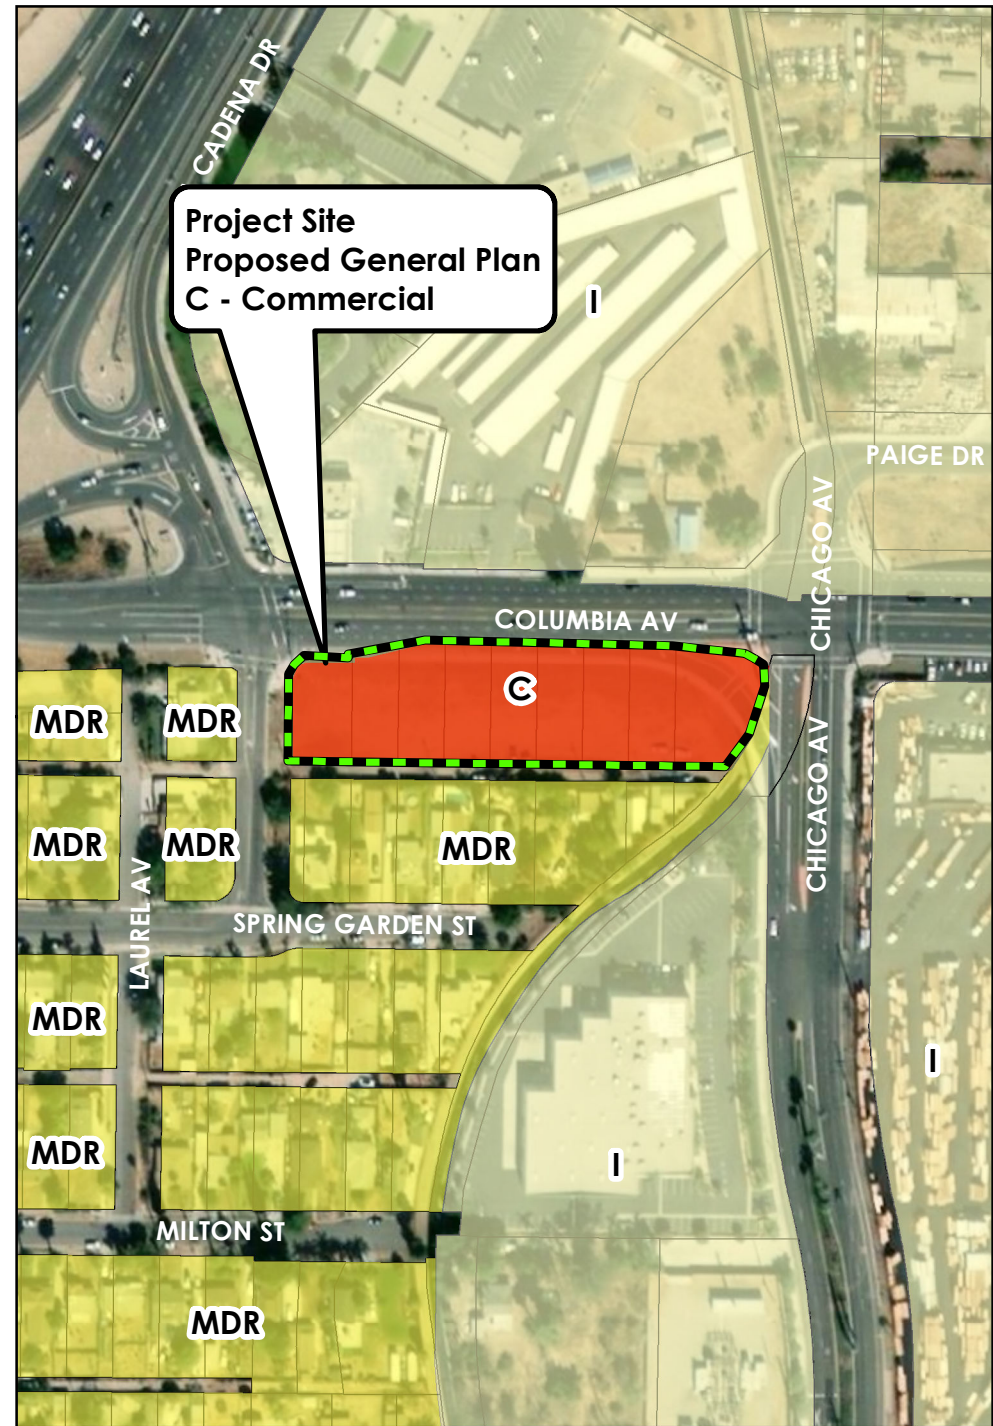 CADENA DR
Project Site
Proposed General Plan
C - Commercial
I
PAIGE DR
CHICAGO AV
COLUMBIA AV
C
MDR
MDR
CHICAGO AV
MDR
MDR
MDR
LAUREL AV
SPRING GARDEN ST
MDR
I
MDR
I
MILTON ST
MDR